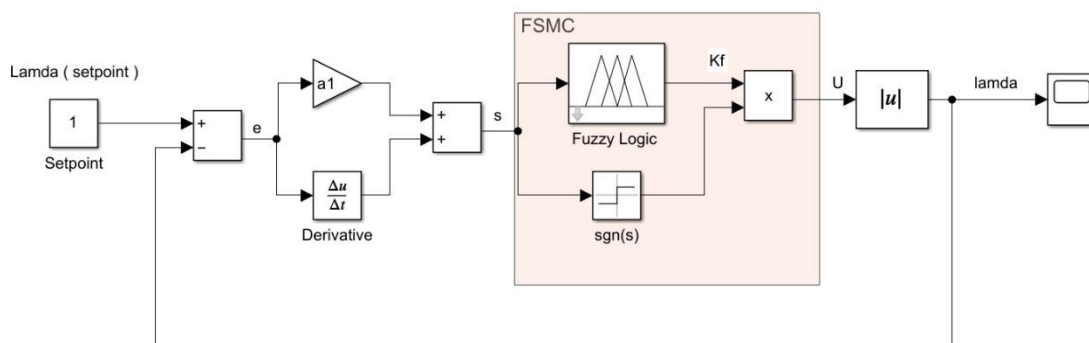 FSMC
Lamda ( setpoint )
1
Setpoint
+
−
e
a1
Δu
Δt
Derivative
+
+
s
Fuzzy Logic
Kf
sgn(s)
x
U
|u|
lamda